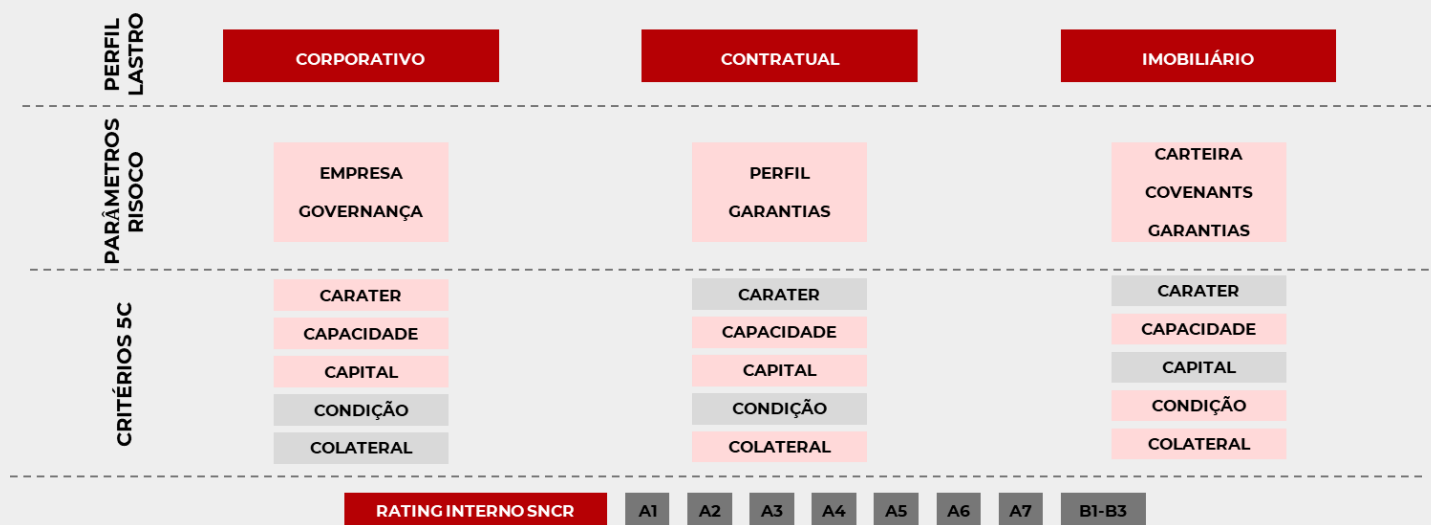 PERFIL
LASTRO
CORPORATIVO
CONTRATUAL
IMOBILIÁRIO
PARÂMETROS
RISOCO
EMPRESA
GOVERNANÇA
PERFIL
GARANTIAS
CARTEIRA
COVENANTS
GARANTIAS
CRITÉRIOS 5C
CARATER
CAPACIDADE
CAPITAL
CONDIÇÃO
COLATERAL
CARATER
CAPACIDADE
CAPITAL
CONDIÇÃO
COLATERAL
CARATER
CAPACIDADE
CAPITAL
CONDIÇÃO
COLATERAL
RATING INTERNO SNCR
A1
A2
A3
A4
A5
A6
A7
B1-B3